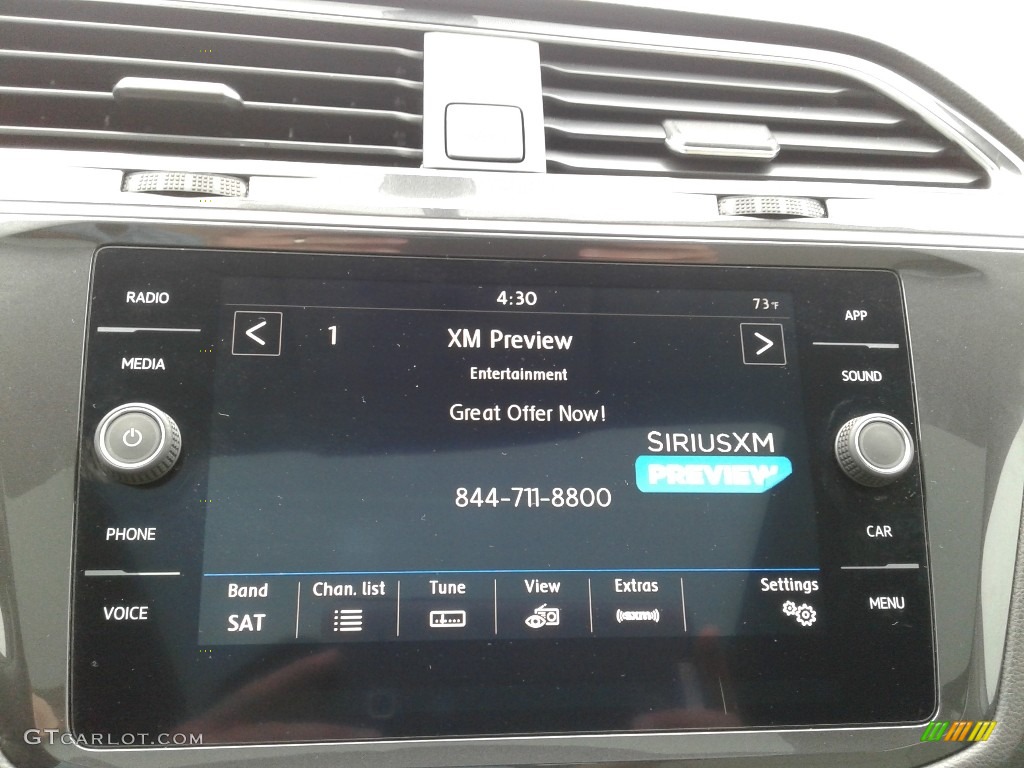 RADIO
MEDIA
PHONE
VOICE
4:30
73°F
< 1 XM Preview >
Entertainment
Great Offer Now!
SIRIUSXM
PREVIEW
844-711-8800
Band Chan. list Tune View Extras Settings
SAT ((SXM))
APP
SOUND
CAR
MENU
GTCARLOT.COM